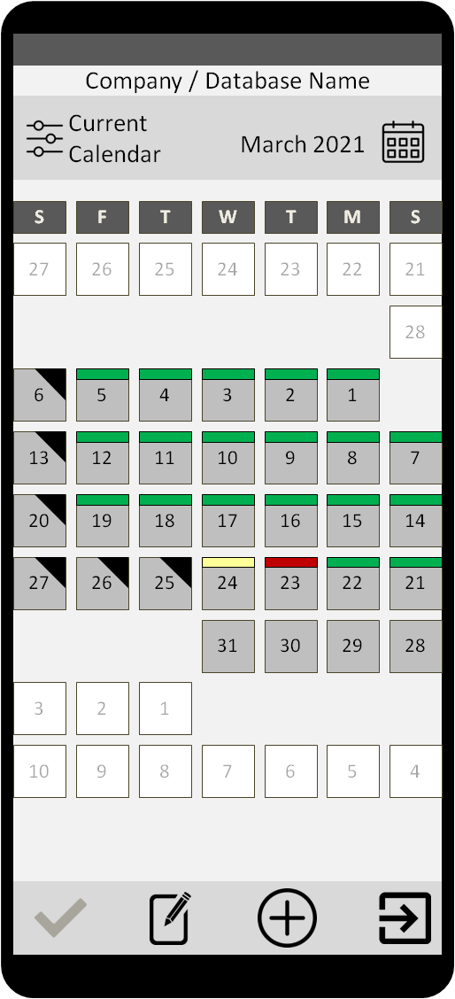 Company / Database Name
Current
Calendar
March 2021
S F T W T M S
27 26 25 24 23 22 21
28
6 5 4 3 2 1
13 12 11 10 9 8 7
20 19 18 17 16 15 14
27 26 25 24 23 22 21
31 30 29 28
3 2 1
10 9 8 7 6 5 4